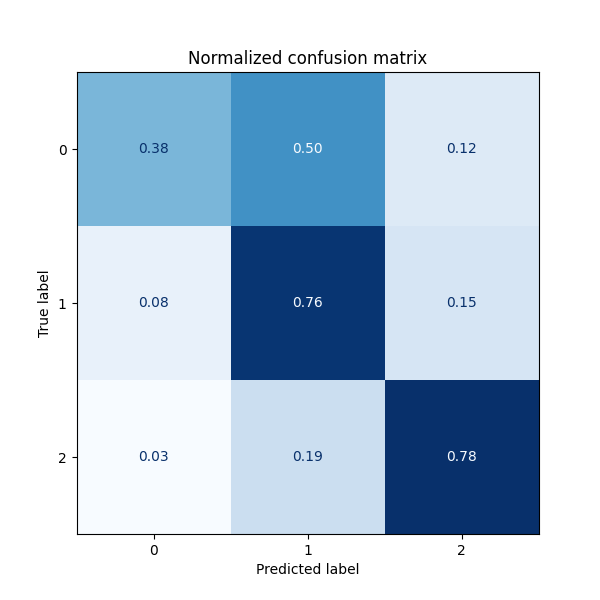 Normalized confusion matrix
True label
0 0.38 0.50 0.12
1 0.08 0.76 0.15
2 0.03 0.19 0.78
0 1 2
Predicted label